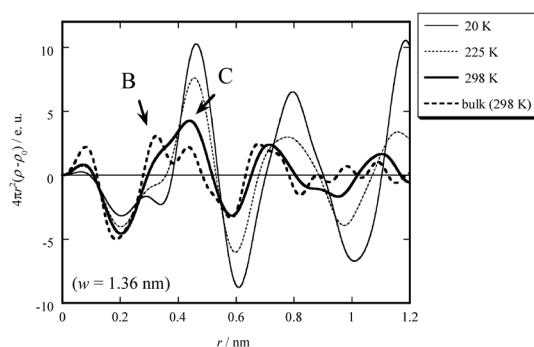 20 K
225 K
298 K
bulk (298 K)
B
C
4πr²(ρ-ρ₀) / e. u.
10
5
0
-5
-10
(w = 1.36 nm)
0 0.2 0.4 0.6 0.8 1.0 1.2
r / nm